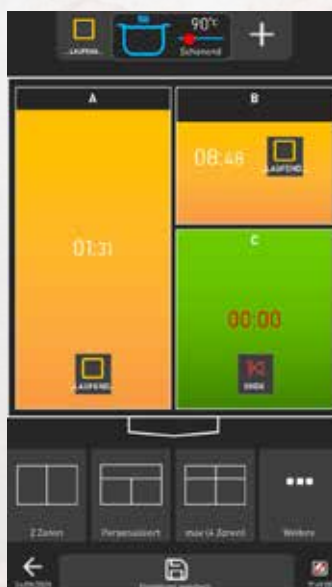 90°c
LAUFEND..
Schonend
A
B
08:48
LAUFEND..
C
01:31
00:00
LAUFEND..
ENDE
2 Zonen
Personalisiert
max (4 Zonen)
Weitere